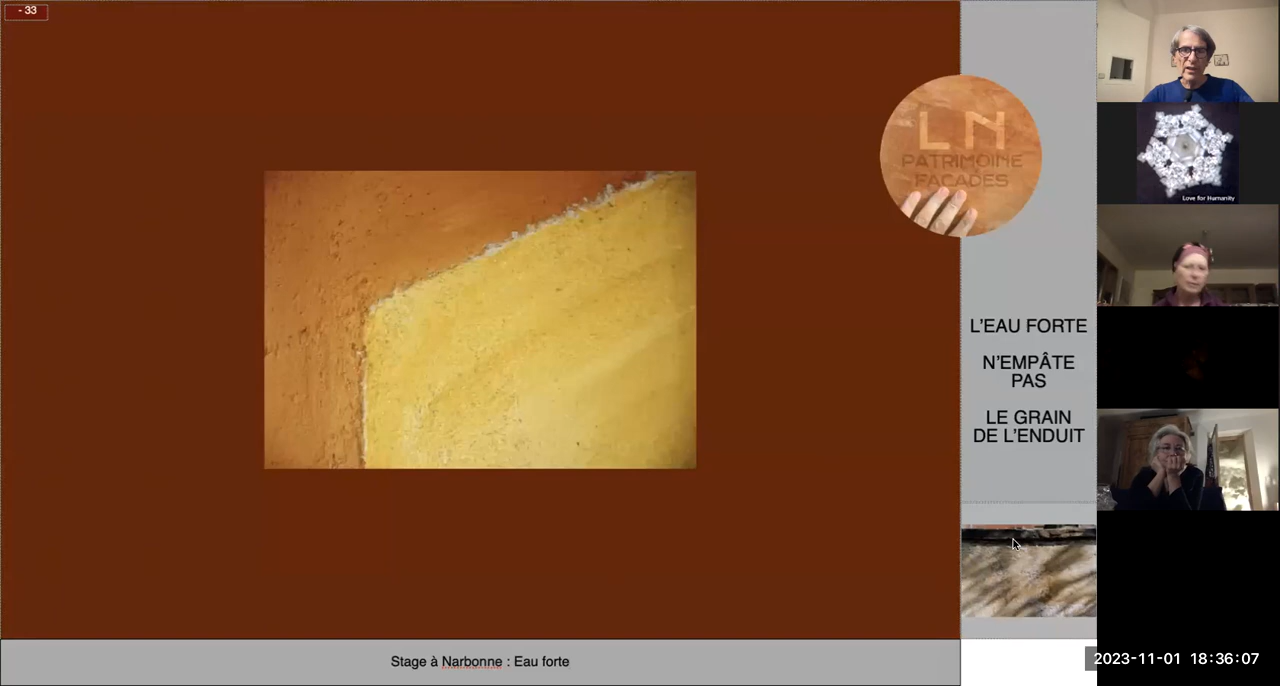 - 33
LN
PATRIMOINE
FAÇADES
L'EAU FORTE
N'EMPÂTE
PAS
LE GRAIN
DE L'ENDUIT
Stage à Narbonne : Eau forte
Love for Humanity
2023-11-01 18:36:07